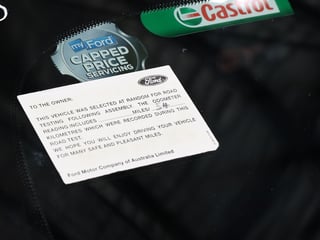 my Ford
CAPPED
PRICE
SERVICING
Castrol
Ford
TO THE OWNER:
THIS VEHICLE WAS SELECTED AT RANDOM FOR ROAD
TESTING FOLLOWING ASSEMBLY. THE ODOMETER
READING INCLUDES MILES/
KILOMETRES WHICH WERE RECORDED DURING THIS
ROAD TEST.
WE HOPE YOU WILL ENJOY DRIVING YOUR VEHICLE
FOR MANY SAFE AND PLEASANT MILES.
Ford Motor Company of Australia Limited